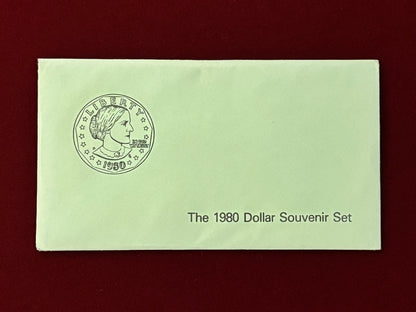 LIBERTY
1980
The 1980 Dollar Souvenir Set